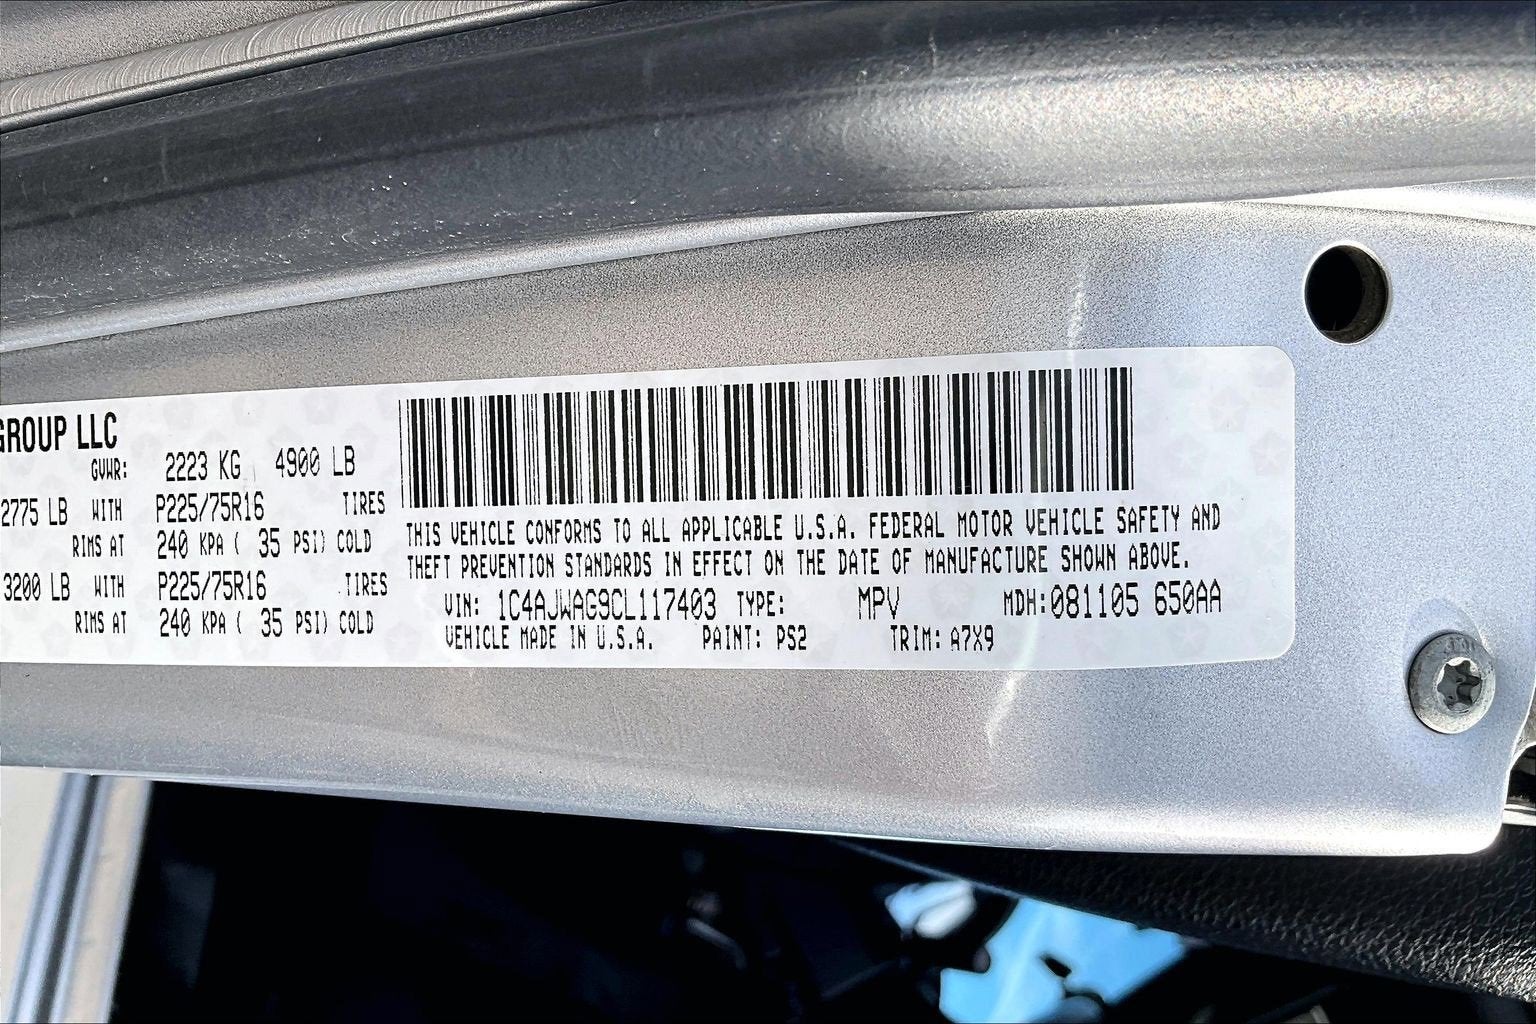 GROUP LLC
GVWR: 2223 KG 4900 LB
2775 LB WITH P225/75R16 TIRES
RIMS AT 240 KPA ( 35 PSI) COLD
3200 LB WITH P225/75R16 TIRES
RIMS AT 240 KPA ( 35 PSI) COLD
THIS VEHICLE CONFORMS TO ALL APPLICABLE U.S.A. FEDERAL MOTOR VEHICLE SAFETY AND
THEFT PREVENTION STANDARDS IN EFFECT ON THE DATE OF MANUFACTURE SHOWN ABOVE.
VIN: 1C4AJWAG9CL117403 TYPE: MPV MDH:081105 650AA
VEHICLE MADE IN U.S.A. PAINT: PS2 TRIM: A7X9